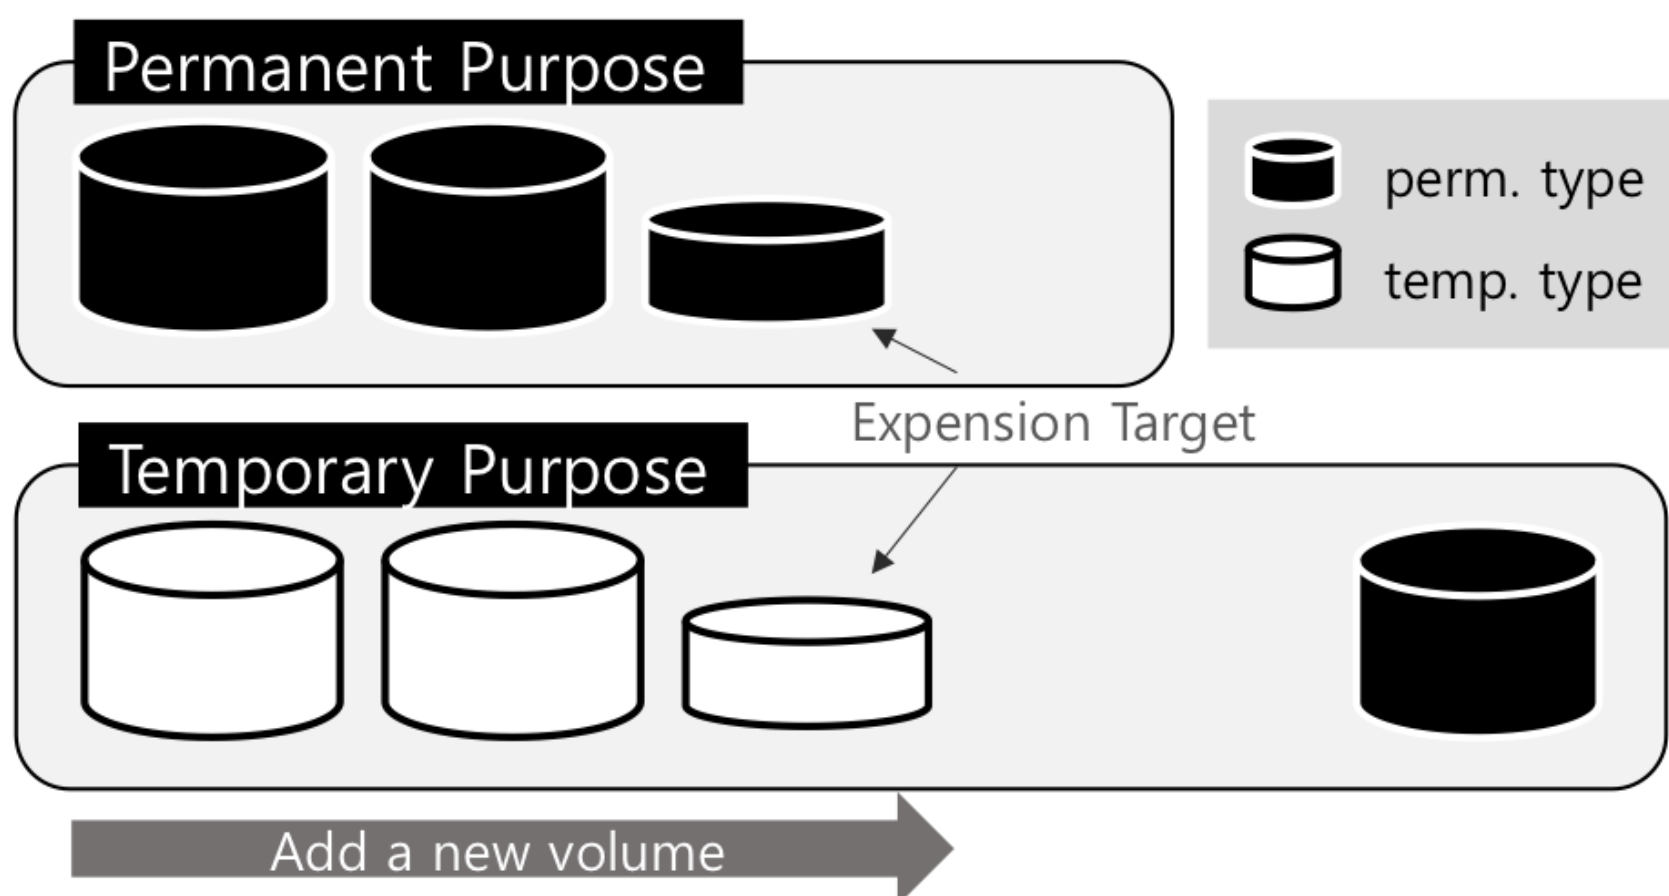 Permanent Purpose
perm. type
temp. type
Expension Target
Temporary Purpose
Add a new volume